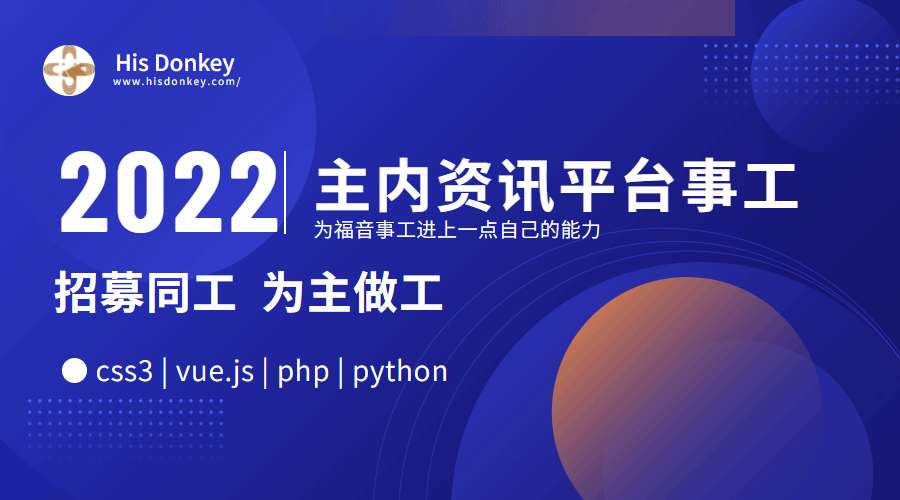 His Donkey
www.hisdonkey.com/
2022
主内资讯平台事工
为福音事工进上一点自己的能力
招募同工 为主做工
css3 | vue.js | php | python